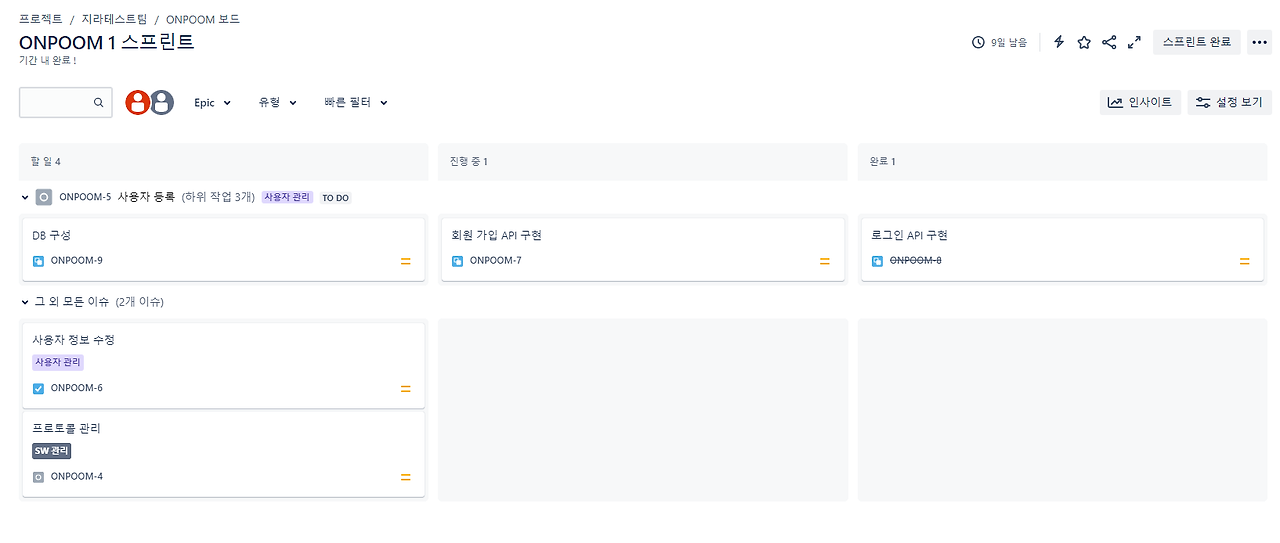 프로젝트 / 지라테스트팀 / ONPOOM 보드
ONPOOM 1 스프린트
기간 내 완료 !
9일 남음
스프린트 완료
Epic
유형
빠른 필터
인사이트
설정 보기
할 일 4
진행 중 1
완료 1
ONPOOM-5 사용자 등록 (하위 작업 3개) 사용자 관리 TO DO
DB 구성
ONPOOM-9
회원 가입 API 구현
ONPOOM-7
로그인 API 구현
ONPOOM-8
그 외 모든 이슈 (2개 이슈)
사용자 정보 수정
사용자 관리
ONPOOM-6
프로토콜 관리
SW 관리
ONPOOM-4